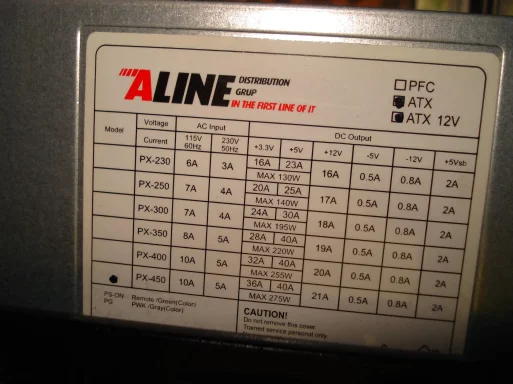 ALINE DISTRIBUTION
GRUP
IN THE FIRST LINE OF IT
PFC
ATX
ATX 12V
Model Voltage AC Input DC Output
Current 115V 60Hz 230V 50Hz +3.3V +5V +12V -5V -12V +5Vsb
PX-230 6A 3A 16A 23A 16A 0.5A 0.8A 2A
MAX 130W
PX-250 7A 4A 20A 25A 17A 0.5A 0.8A 2A
MAX 140W
PX-300 7A 4A 24A 30A 18A 0.5A 0.8A 2A
MAX 195W
PX-350 8A 5A 28A 40A 19A 0.5A 0.8A 2A
MAX 220W
PX-400 10A 5A 32A 40A 20A 0.5A 0.8A 2A
MAX 255W
PX-450 10A 5A 36A 40A 21A 0.5A 0.8A 2A
MAX 275W
PS-ON Remote /Green(Color)
PG PWK /Gray(Color)
CAUTION!
Do not remove this cover
Trained service personal only